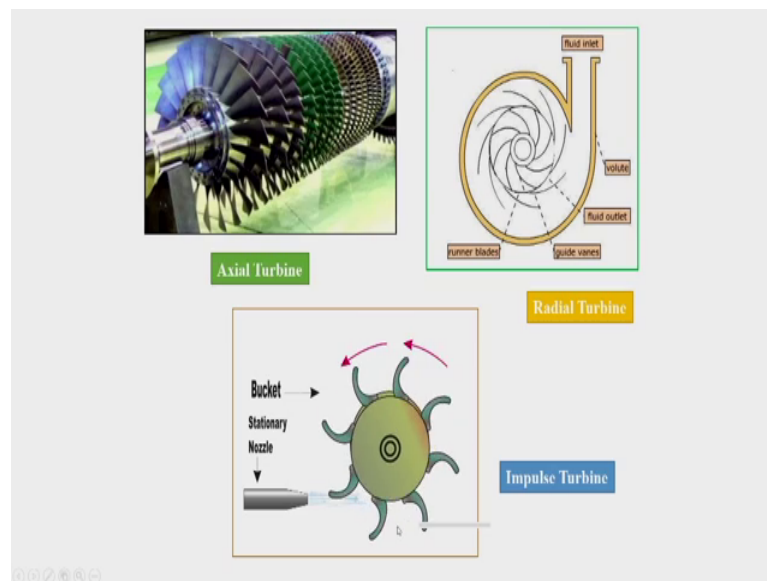 fluid inlet
volute
fluid outlet
runner blades
guide vanes
Axial Turbine
Radial Turbine
Bucket
Stationary
Nozzle
Impulse Turbine